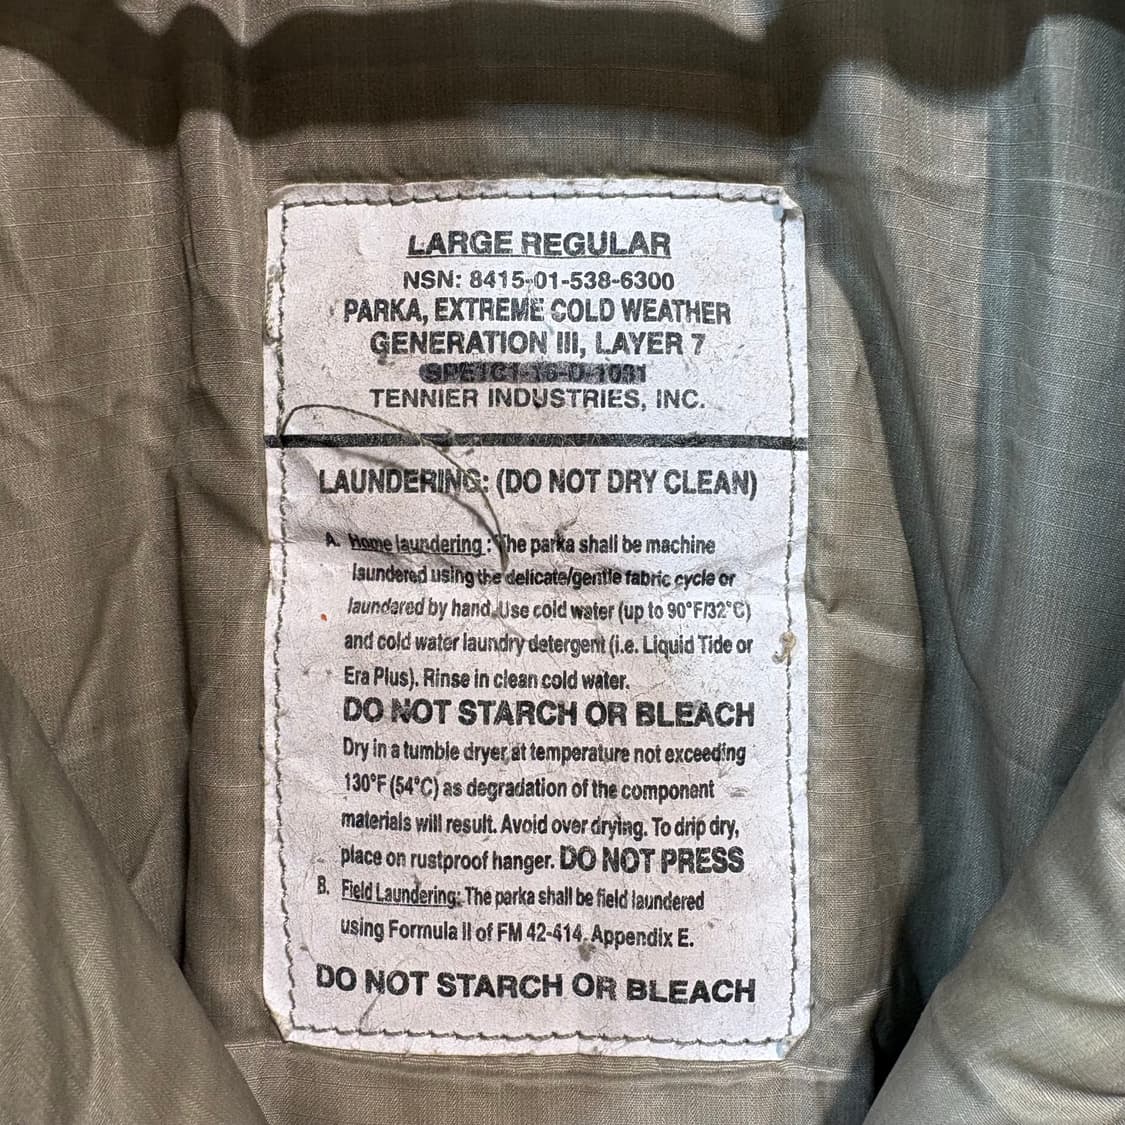 LARGE REGULAR
NSN: 8415-01-538-6300
PARKA, EXTREME COLD WEATHER
GENERATION III, LAYER 7
SPE1C1-16-D-1031
TENNIER INDUSTRIES, INC.
LAUNDERING: (DO NOT DRY CLEAN)
A. Home laundering : The parka shall be machine
laundered using the delicate/gentle fabric cycle or
laundered by hand. Use cold water (up to 90°F/32°C)
and cold water laundry detergent (i.e. Liquid Tide or
Era Plus). Rinse in clean cold water.
DO NOT STARCH OR BLEACH
Dry in a tumble dryer at temperature not exceeding
130°F (54°C) as degradation of the component
materials will result. Avoid over drying. To drip dry,
place on rustproof hanger. DO NOT PRESS
B. Field Laundering: The parka shall be field laundered
using Formula II of FM 42-414, Appendix E.
DO NOT STARCH OR BLEACH